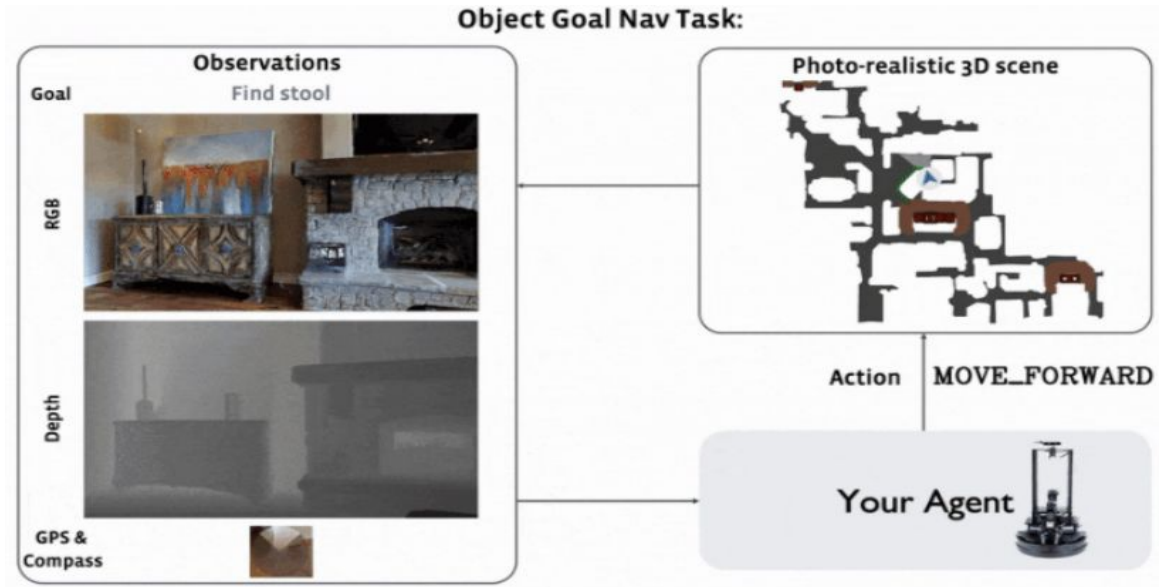 Object Goal Nav Task:
Observations
Goal
Find stool
RGB
Depth
GPS &
Compass
Photo-realistic 3D scene
Action
MOVE_FORWARD
Your Agent